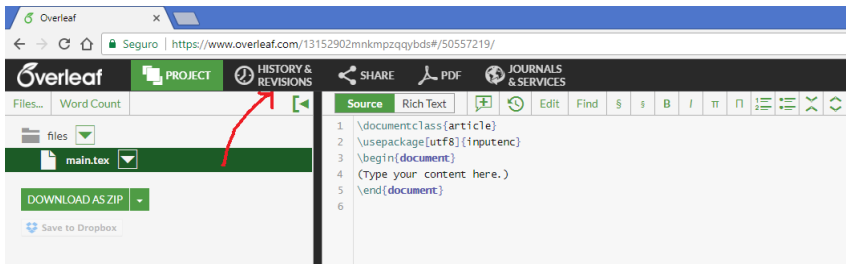 Overleaf
Seguro | https://www.overleaf.com/13152902mnkmpzqqybds#/50557219/
Overleaf PROJECT HISTORY & REVISIONS SHARE PDF JOURNALS & SERVICES
Files... Word Count Source Rich Text Edit Find § § B I π Π
files
main.tex
DOWNLOAD AS ZIP
Save to Dropbox
1 \documentclass{article}
2 \usepackage[utf8]{inputenc}
3 \begin{document}
4 (Type your content here.)
5 \end{document}
6